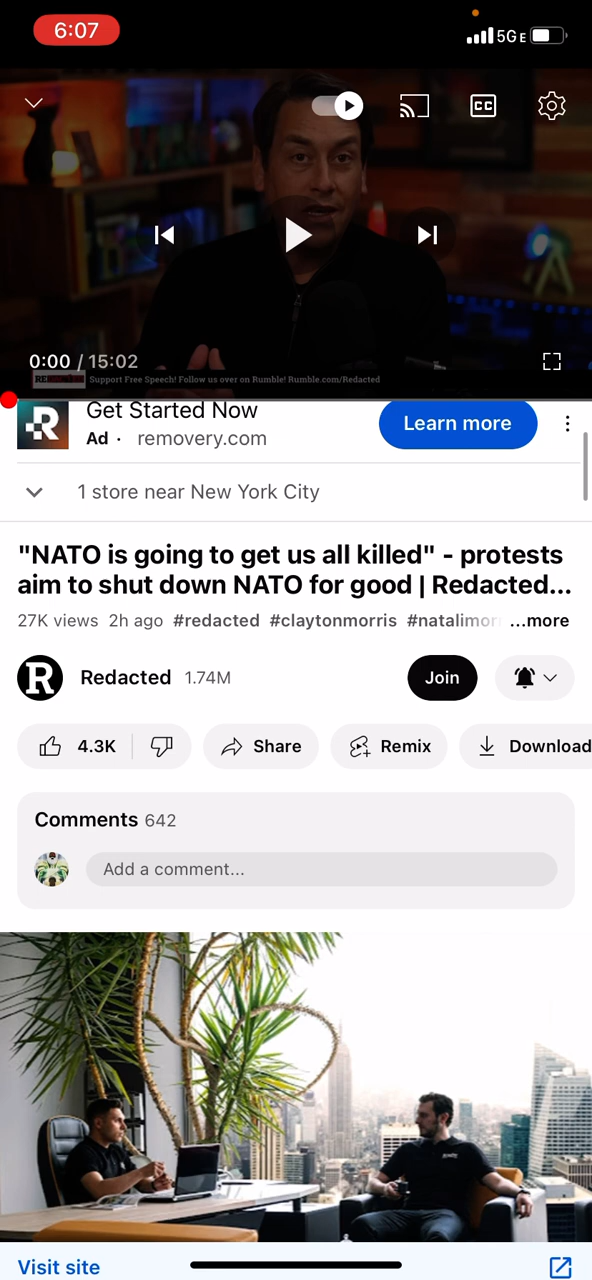 6:07
5G E
CC
0:00 / 15:02
REDACTED Support Free Speech! Follow us over on Rumble! Rumble.com/Redacted
R
Get Started Now
Ad · removery.com
Learn more
1 store near New York City
"NATO is going to get us all killed" - protests
aim to shut down NATO for good | Redacted...
27K views 2h ago #redacted #claytonmorris #natalimor ...more
R
Redacted 1.74M
Join
4.3K
Share
Remix
Download
Comments 642
Add a comment...
Visit site